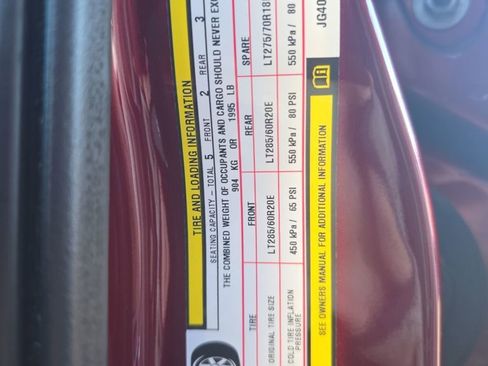 TIRE AND LOADING INFORMATION
SEATING CAPACITY - TOTAL 5 FRONT 2 REAR 3
THE COMBINED WEIGHT OF OCCUPANTS AND CARGO SHOULD NEVER EXC
904 KG OR 1995 LB
TIRE FRONT REAR SPARE
ORIGINAL TIRE SIZE LT285/60R20E LT285/60R20E LT275/70R18
COLD TIRE INFLATION PRESSURE 450 kPa / 65 PSI 550 kPa / 80 PSI 550 kPa / 80
SEE OWNERS MANUAL FOR ADDITIONAL INFORMATION
JG40